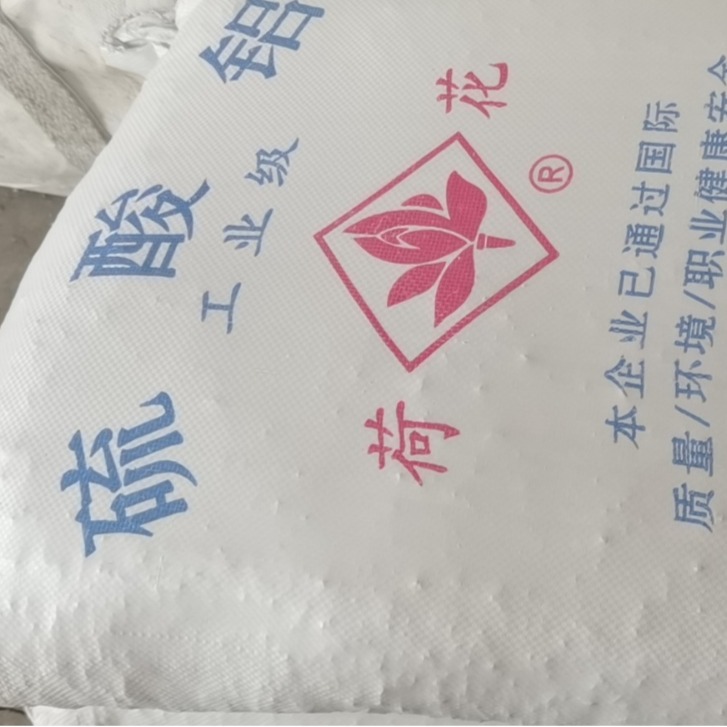 硫酸铝
工业级
荷花
®
本企业已通过国际
质量/环境/职业健康安全